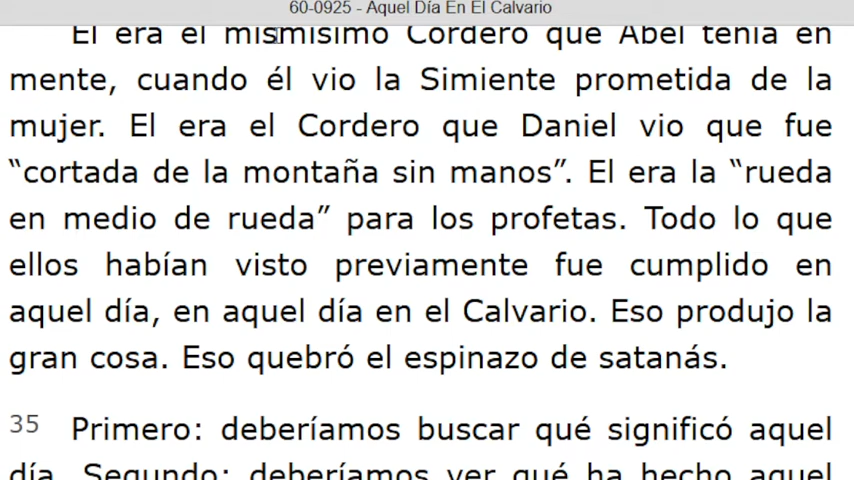 60-0925 - Aquel Día En El Calvario
El era el mismísimo Cordero que Abel tenía en
mente, cuando él vio la Simiente prometida de la
mujer. El era el Cordero que Daniel vio que fue
“cortada de la montaña sin manos”. El era la “rueda
en medio de rueda” para los profetas. Todo lo que
ellos habían visto previamente fue cumplido en
aquel día, en aquel día en el Calvario. Eso produjo la
gran cosa. Eso quebró el espinazo de satanás.
35 Primero: deberíamos buscar qué significó aquel
día. Segundo: deberíamos ver qué ha hecho aquel